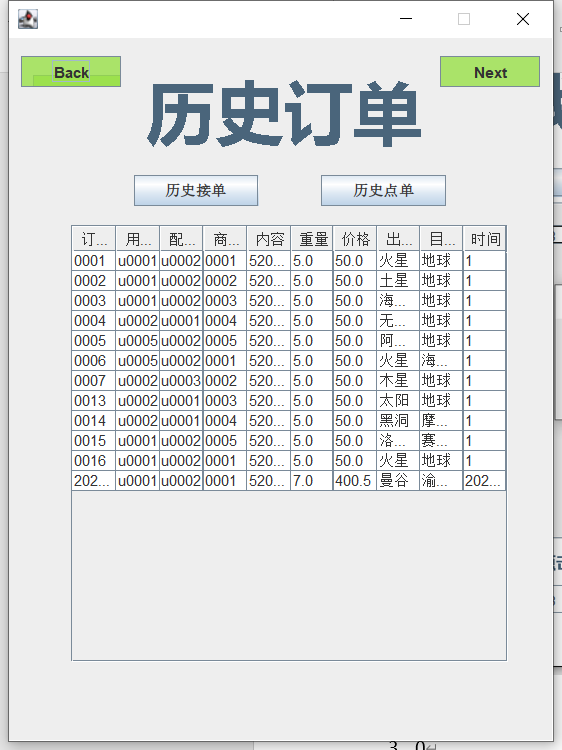 Back
Next
历史订单
历史接单 历史点单
订... 用... 配... 商... 内容 重量 价格 出... 目... 时间
0001 u0001 u0002 0001 520... 5.0 50.0 火星 地球 1
0002 u0001 u0002 0002 520... 5.0 50.0 土星 地球 1
0003 u0001 u0002 0003 520... 5.0 50.0 海... 地球 1
0004 u0002 u0001 0004 520... 5.0 50.0 无... 地球 1
0005 u0005 u0002 0005 520... 5.0 50.0 阿... 地球 1
0006 u0005 u0002 0001 520... 5.0 50.0 火星 海... 1
0007 u0002 u0003 0002 520... 5.0 50.0 木星 地球 1
0013 u0002 u0001 0003 520... 5.0 50.0 太阳 地球 1
0014 u0002 u0001 0004 520... 5.0 50.0 黑洞 摩... 1
0015 u0001 u0002 0005 520... 5.0 50.0 洛... 赛... 1
0016 u0001 u0002 0001 520... 5.0 50.0 火星 地球 1
202... u0001 u0002 0001 520... 7.0 400.5 曼谷 渝... 202...